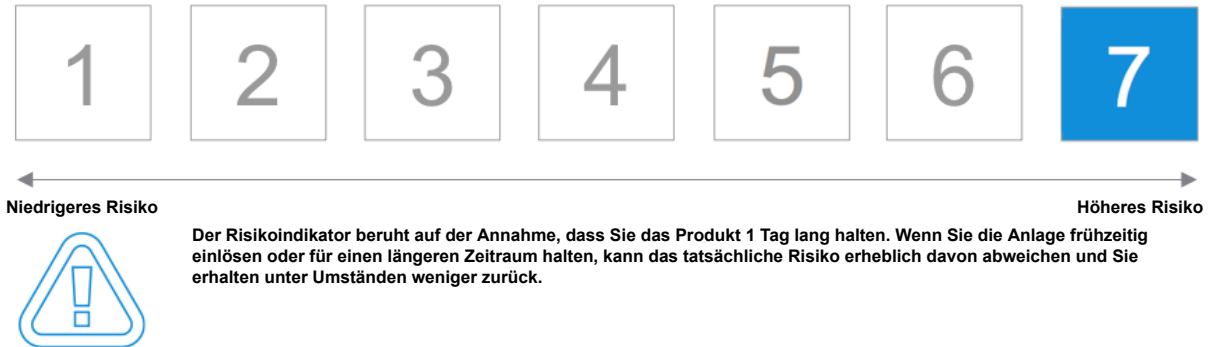 1 2 3 4 5 6 7
Niedrigeres Risiko Höheres Risiko
Der Risikoindikator beruht auf der Annahme, dass Sie das Produkt 1 Tag lang halten. Wenn Sie die Anlage frühzeitig
einlösen oder für einen längeren Zeitraum halten, kann das tatsächliche Risiko erheblich davon abweichen und Sie
erhalten unter Umständen weniger zurück.